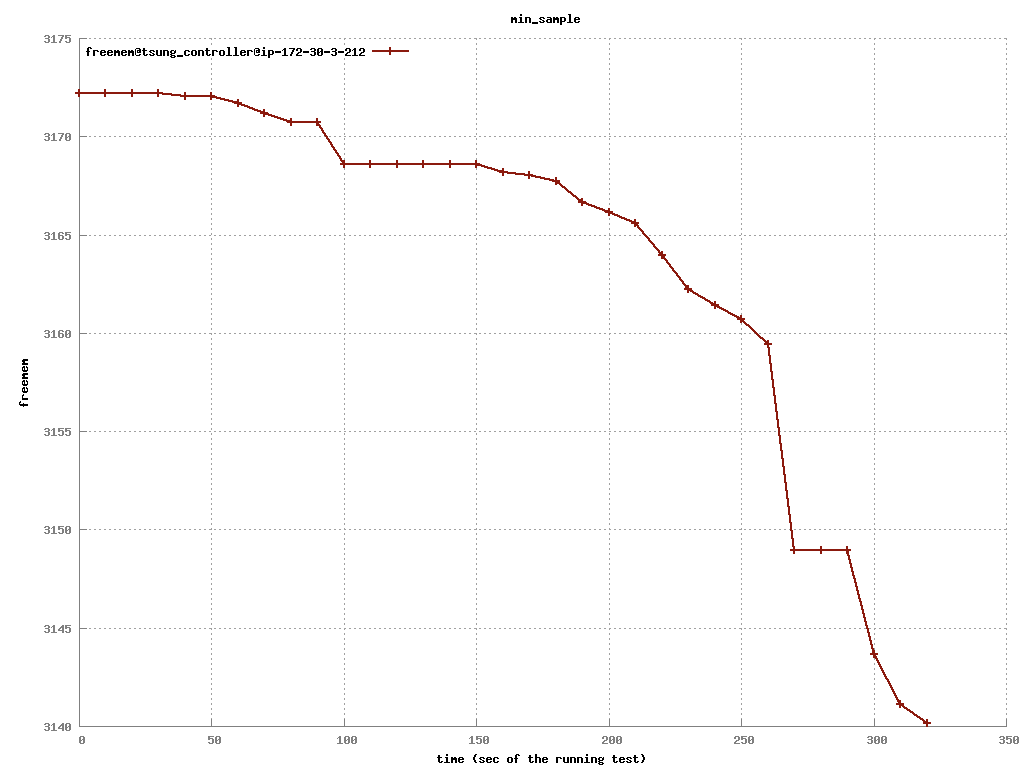 min_sample
freemem@tsung_controller@ip-172-30-3-212
3175
3170
3165
3160
3155
3150
3145
3140
freemem
0 50 100 150 200 250 300 350
time (sec of the running test)